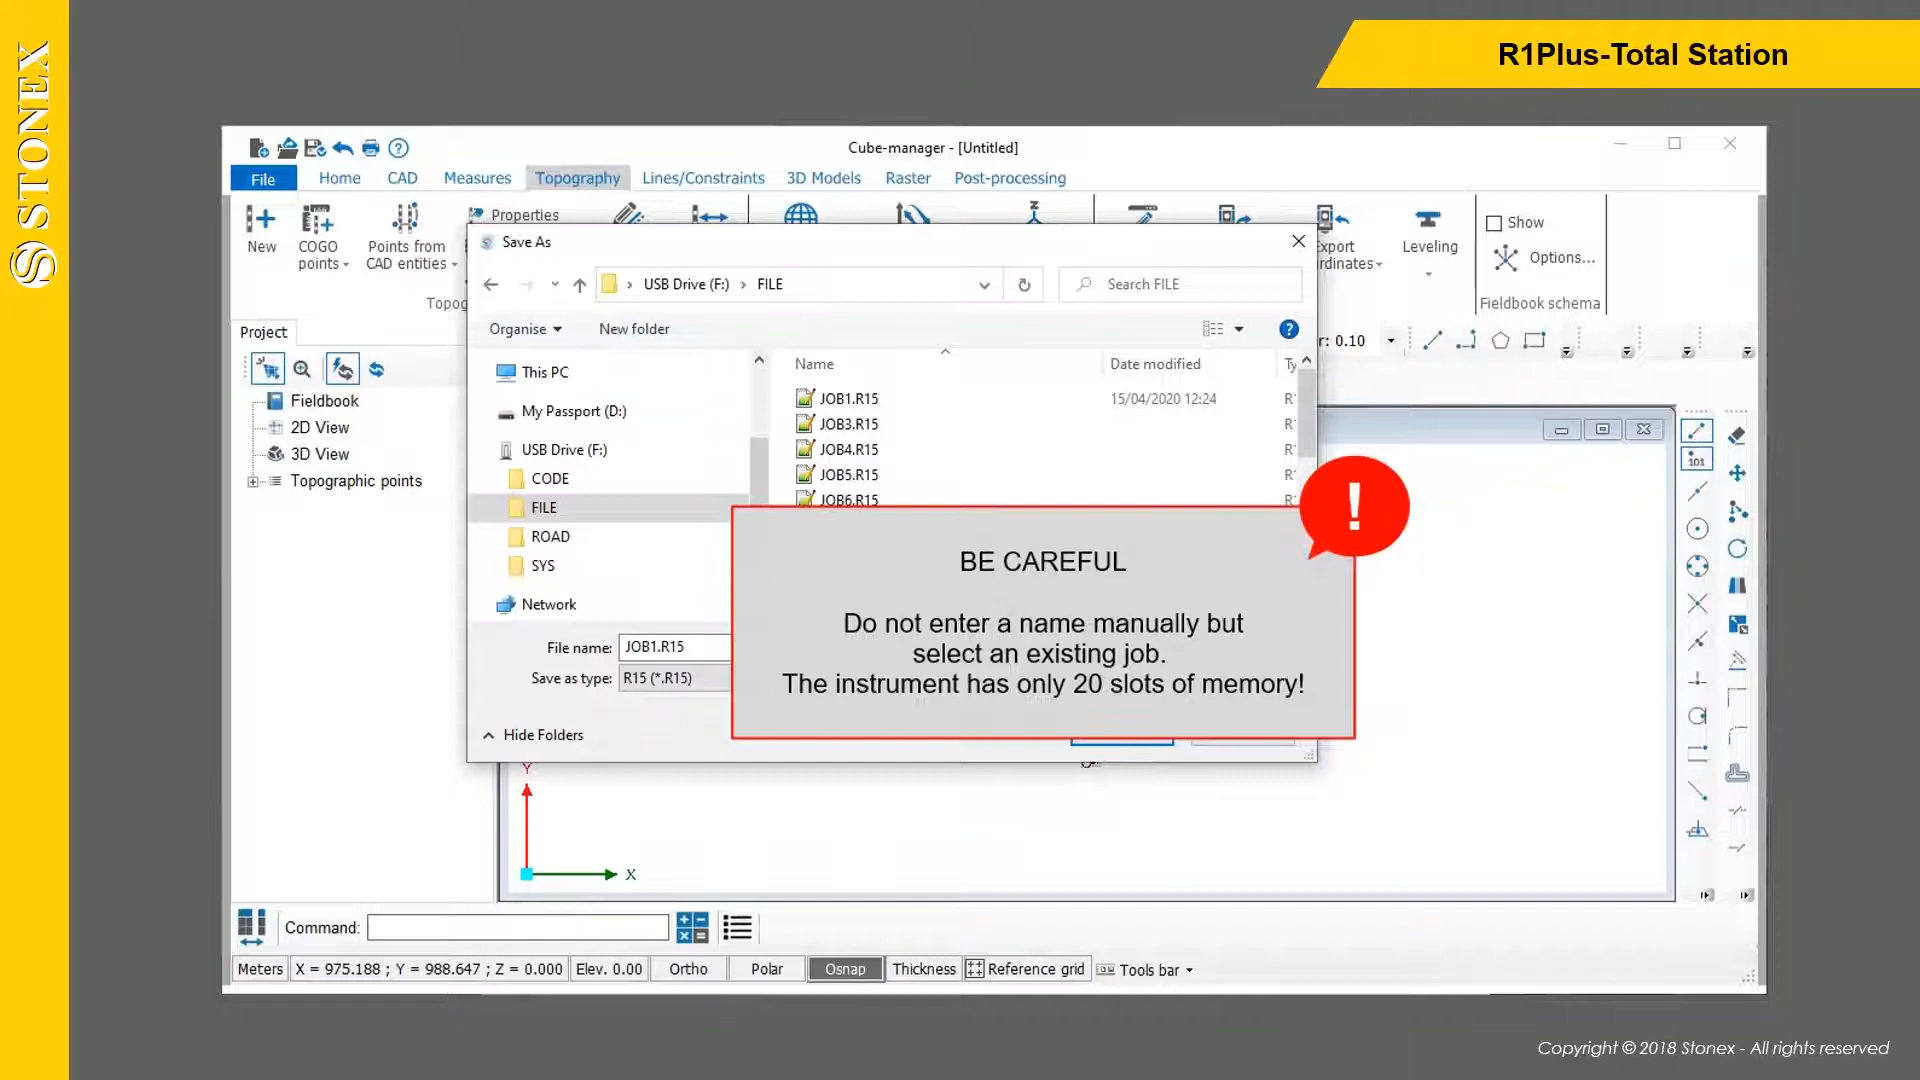 STONEX
R1Plus-Total Station
Cube-manager - [Untitled]
File Home CAD Measures Topography Lines/Constraints 3D Models Raster Post-processing
Properties
New
COGO
points
Points from
CAD entities
Leveling
Show
Options...
Fieldbook schema
Save As
USB Drive (F:) › FILE
Search FILE
Organise
New folder
Project
Fieldbook
2D View
3D View
Topographic points
This PC
My Passport (D:)
USB Drive (F:)
CODE
FILE
ROAD
SYS
Network
Name Date modified Ty
JOB1.R15 15/04/2020 12:24
JOB3.R15
JOB4.R15
JOB5.R15
JOB6.R15
r: 0.10
101
File name: JOB1.R15
Save as type: R15 (*.R15)
Hide Folders
!
BE CAREFUL
Do not enter a name manually but
select an existing job.
The instrument has only 20 slots of memory!
Y
X
Command:
Meters X = 975.188 ; Y = 988.647 ; Z = 0.000 Elev. 0.00 Ortho Polar Osnap Thickness Reference grid Tools bar
Copyright © 2018 Stonex - All rights reserved